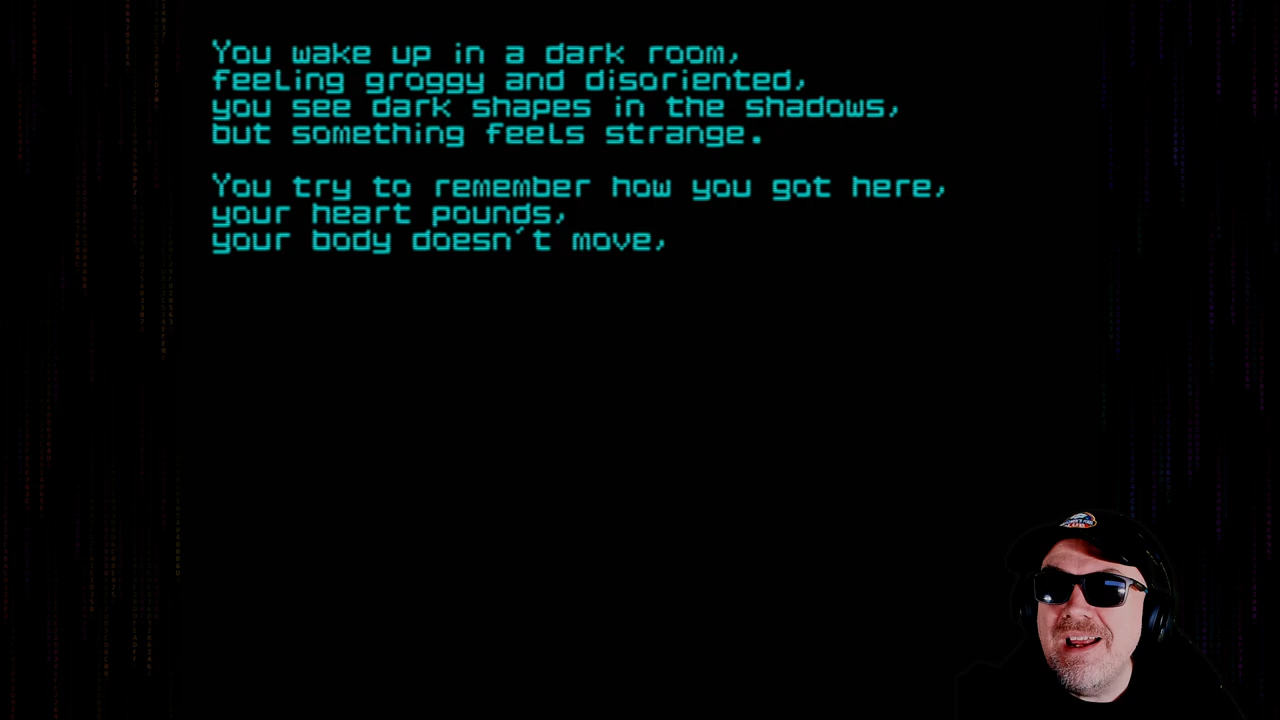 You wake up in a dark room,
feeling groggy and disoriented,
you see dark shapes in the shadows,
but something feels strange.
You try to remember how you got here,
your heart pounds,
your body doesn't move,